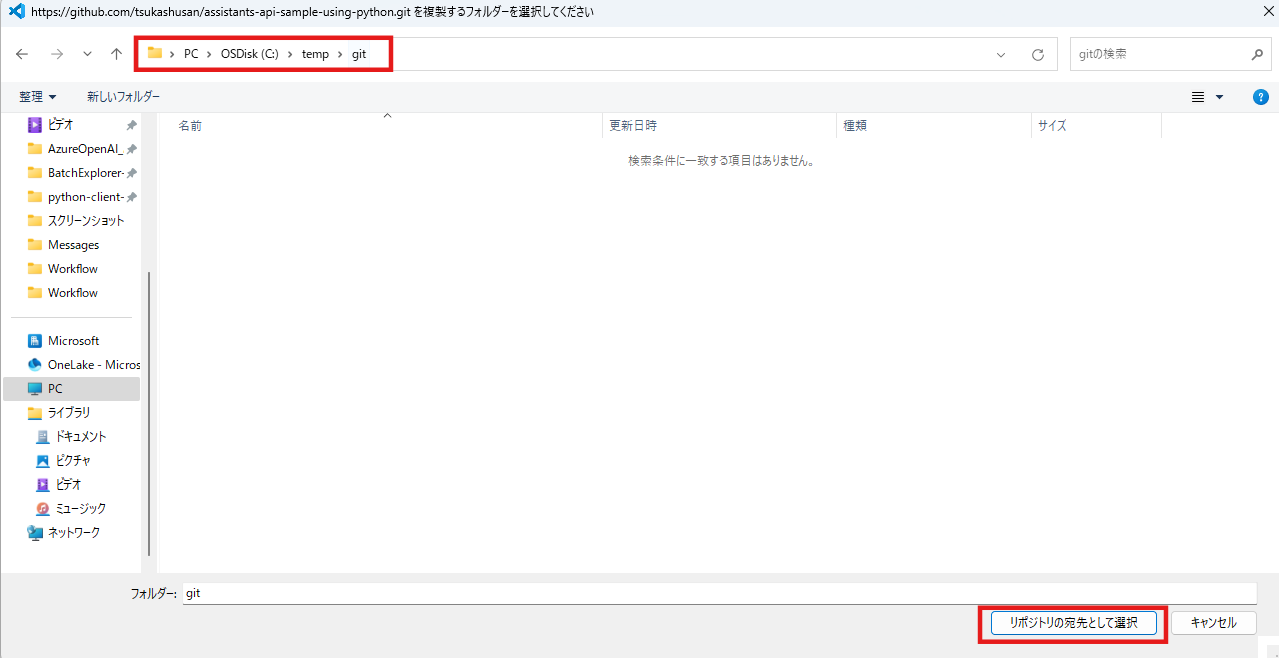 https://github.com/tsukashusan/assistants-api-sample-using-python.git を複製するフォルダーを選択してください
PC > OSDisk (C:) > temp > git
gitの検索
整理 新しいフォルダー
?
名前 更新日時 種類 サイズ
検索条件に一致する項目はありません。
ビデオ
AzureOpenAI_
BatchExplorer-
python-client-
スクリーンショット
Messages
Workflow
Workflow
Microsoft
OneLake - Micros
PC
ライブラリ
ドキュメント
ピクチャ
ビデオ
ミュージック
ネットワーク
フォルダー: git
リポジトリの宛先として選択 キャンセル